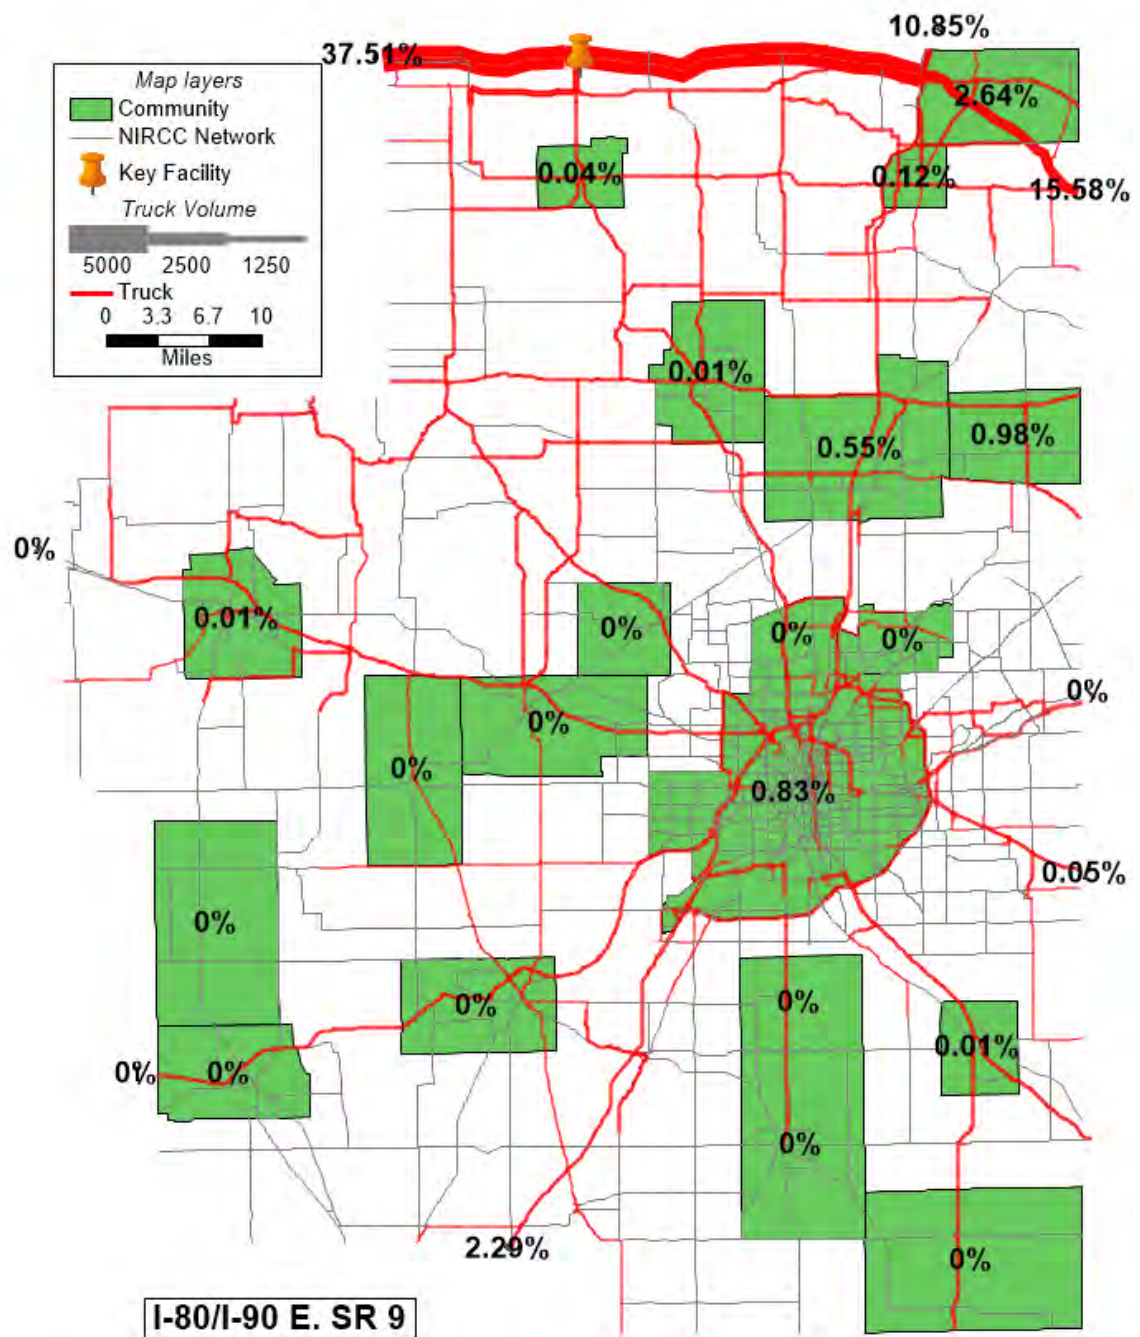 10.85%
37.51%
Map layers
Community
NIRCC Network
Key Facility
Truck Volume
5000 2500 1250
Truck
0 3.3 6.7 10
Miles
2.64%
0.04%
0.12%
15.58%
0.01%
0.55%
0.98%
0%
0.01%
0%
0%
0%
0%
0%
0%
0.83%
0.05%
0%
0%
0%
0.01%
0%
0%
0%
2.29%
0%
I-80/I-90 E. SR 9